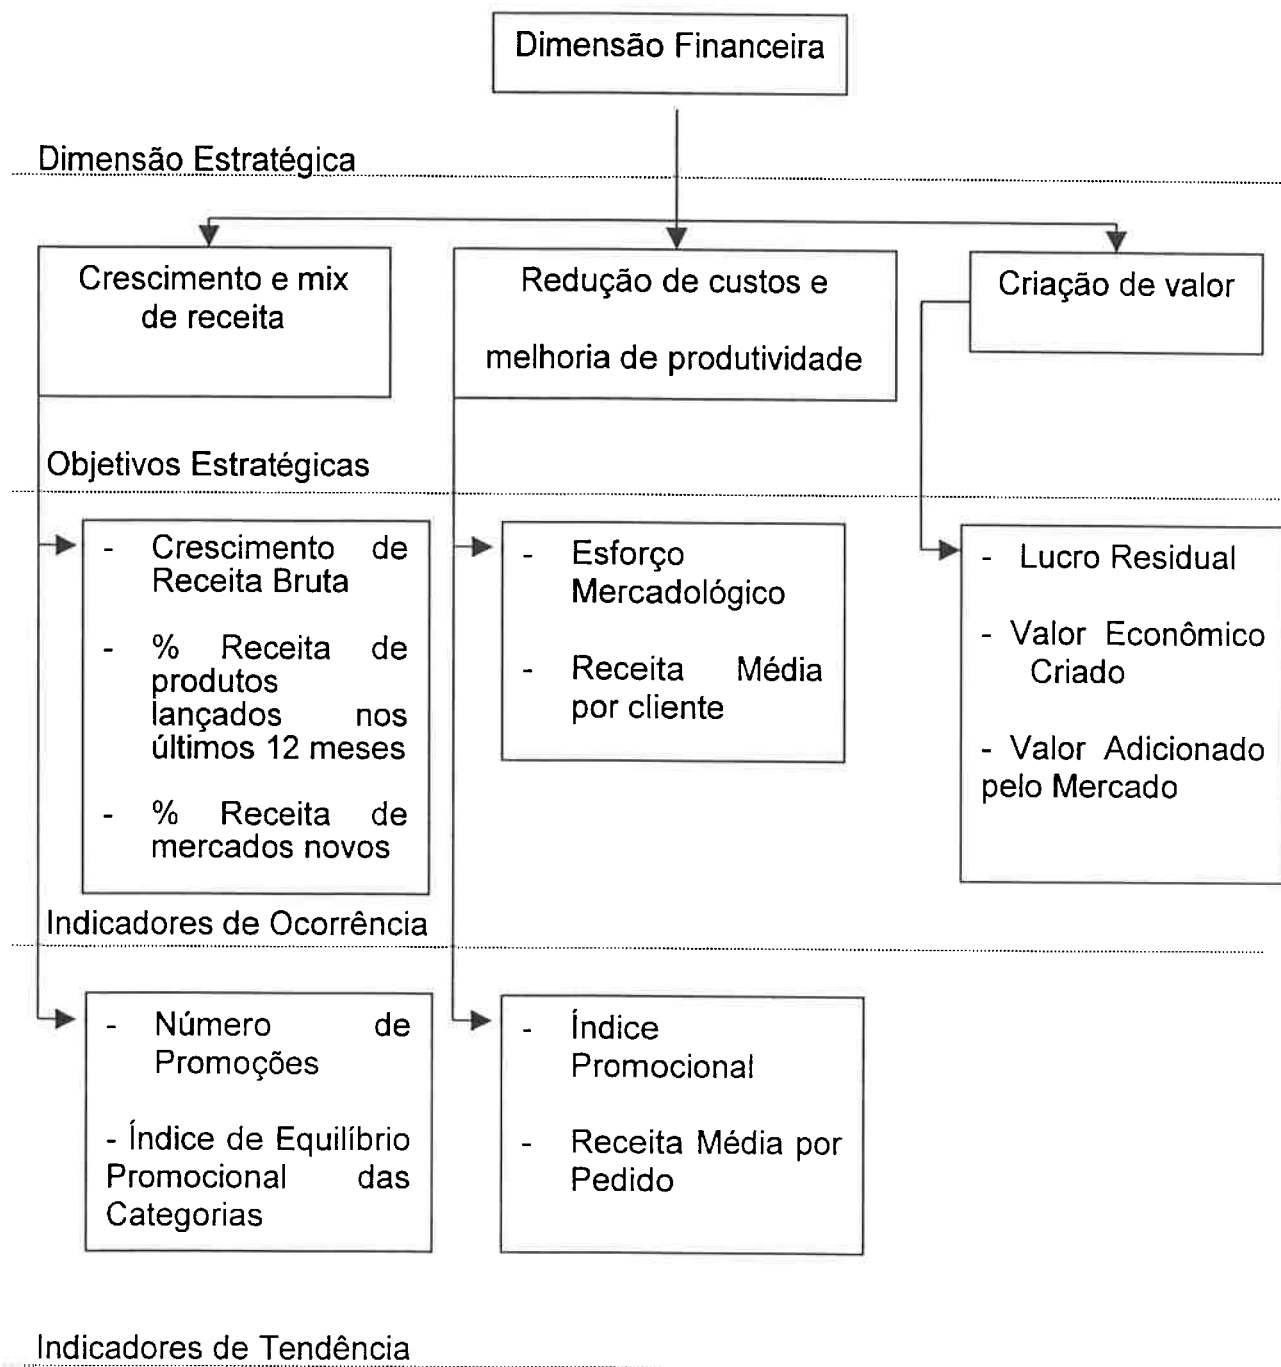 Dimensão Financeira
Dimensão Estratégica
Crescimento e mix
de receita
Redução de custos e
melhoria de produtividade
Criação de valor
Objetivos Estratégicas
- Crescimento de
Receita Bruta
- % Receita de
produtos
lançados nos
últimos 12 meses
- % Receita de
mercados novos
- Esforço
Mercadológico
- Receita Média
por cliente
- Lucro Residual
- Valor Econômico
Criado
- Valor Adicionado
pelo Mercado
Indicadores de Ocorrência
- Número de
Promoções
- Índice de Equilíbrio
Promocional das
Categorias
- Índice
Promocional
- Receita Média por
Pedido
Indicadores de Tendência